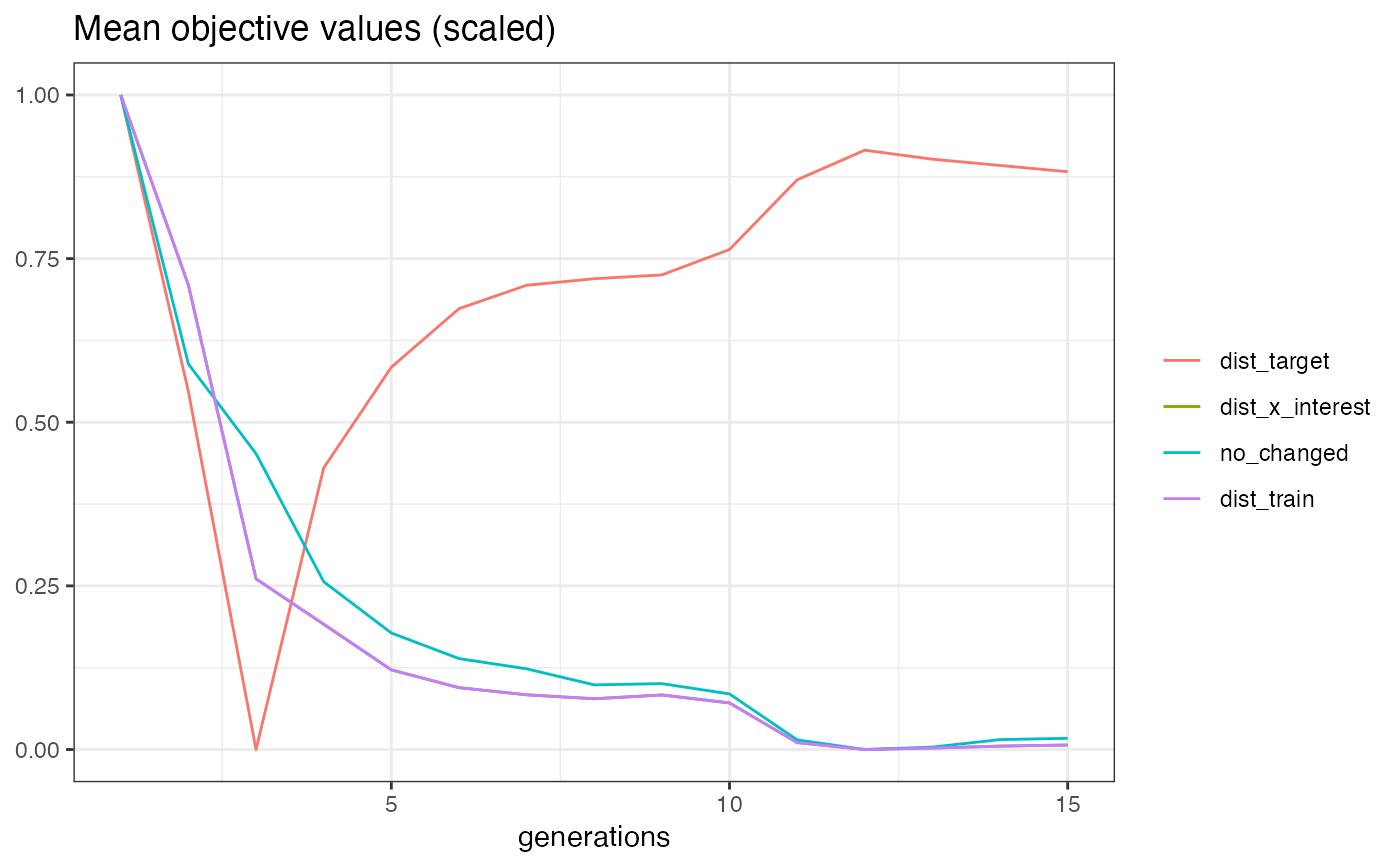 Mean objective values (scaled)
1.00
0.75
0.50
0.25
0.00
5 10 15
generations
dist_target
dist_x_interest
no_changed
dist_train